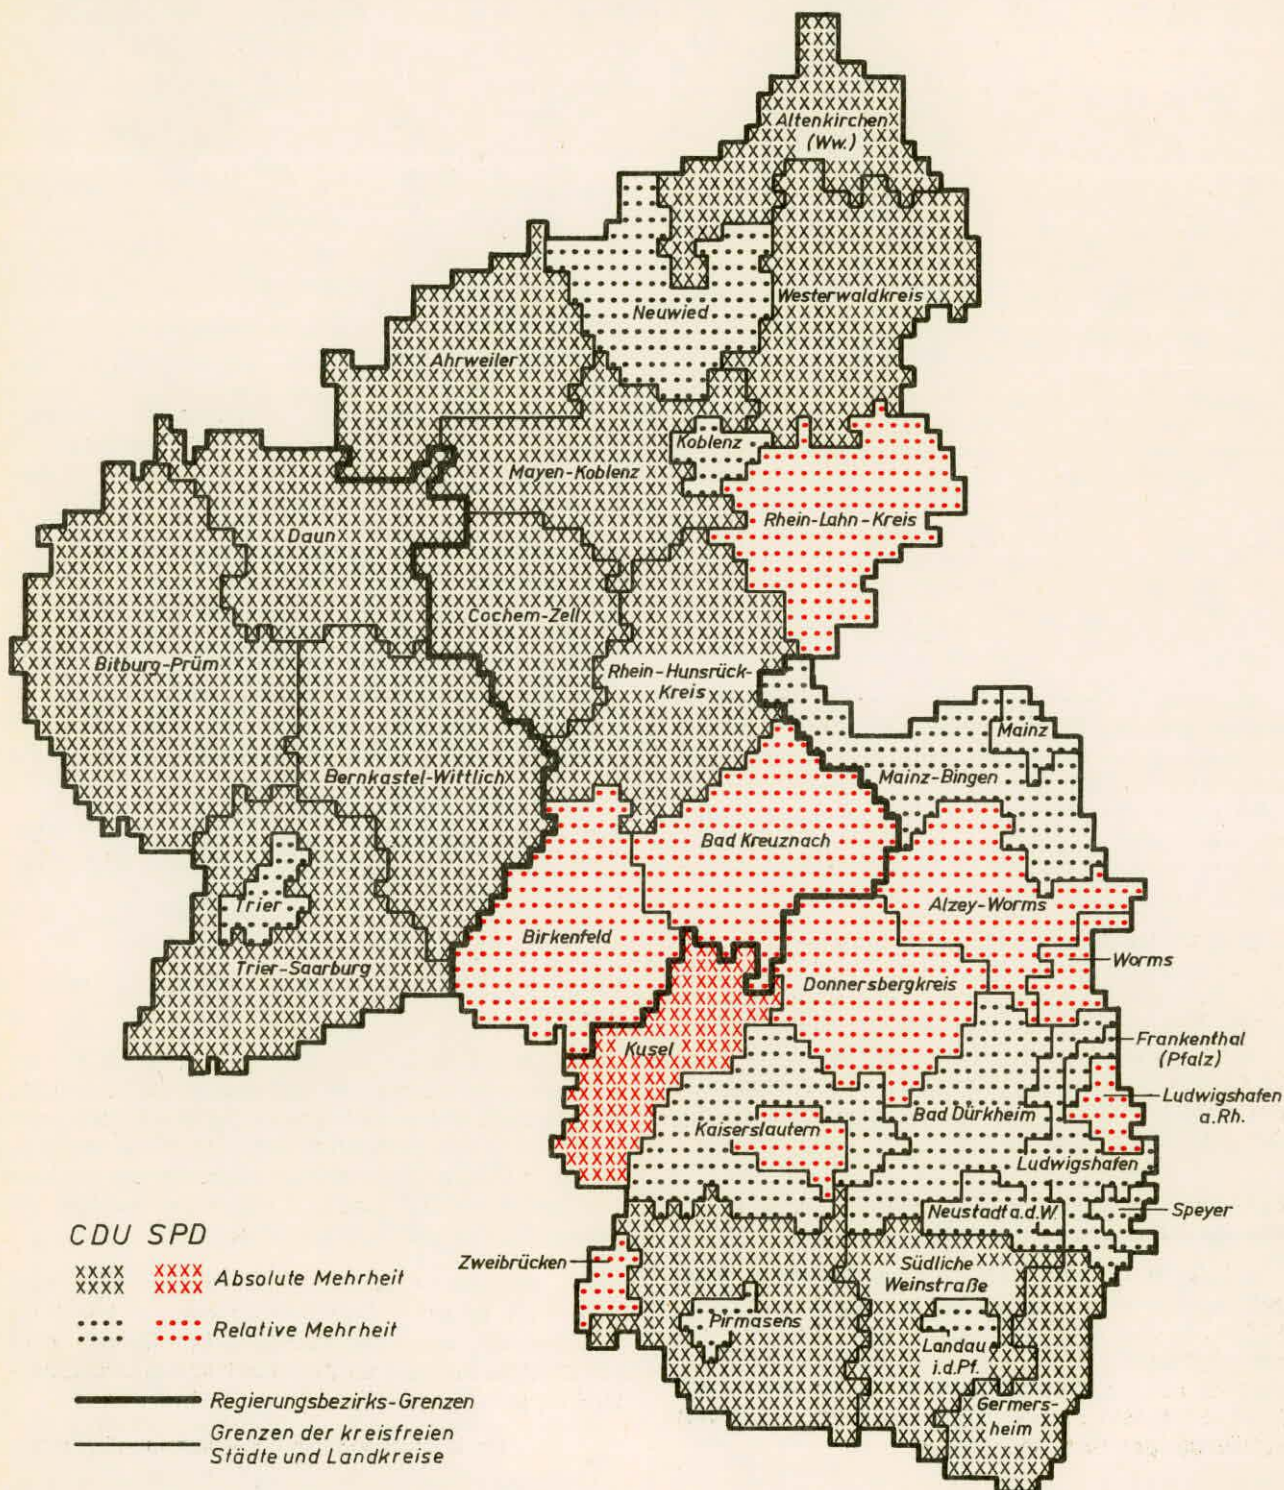 Altenkirchen
(Ww.)
Westerwaldkreis
Neuwied
Ahrweiler
Koblenz
Mayen-Koblenz
Rhein-Lahn-Kreis
Daun
Cochem-Zell
Bitburg-Prüm
Rhein-Hunsrück-
Kreis
Mainz
Mainz-Bingen
Bernkastel-Wittlich
Bad Kreuznach
Trier
Alzey-Worms
Birkenfeld
Worms
Trier-Saarburg
Donnersbergkreis
Kusel
Frankenthal
(Pfalz)
Ludwigshafen
a.Rh.
Bad Dürkheim
Kaiserslautern
Ludwigshafen
Neustadt a.d.W.
Speyer
Zweibrücken
Südliche
Weinstraße
Pirmasens
Landau
i.d.Pf.
Germers-
heim
CDU SPD
Absolute Mehrheit
Relative Mehrheit
Regierungsbezirks-Grenzen
Grenzen der kreisfreien
Städte und Landkreise